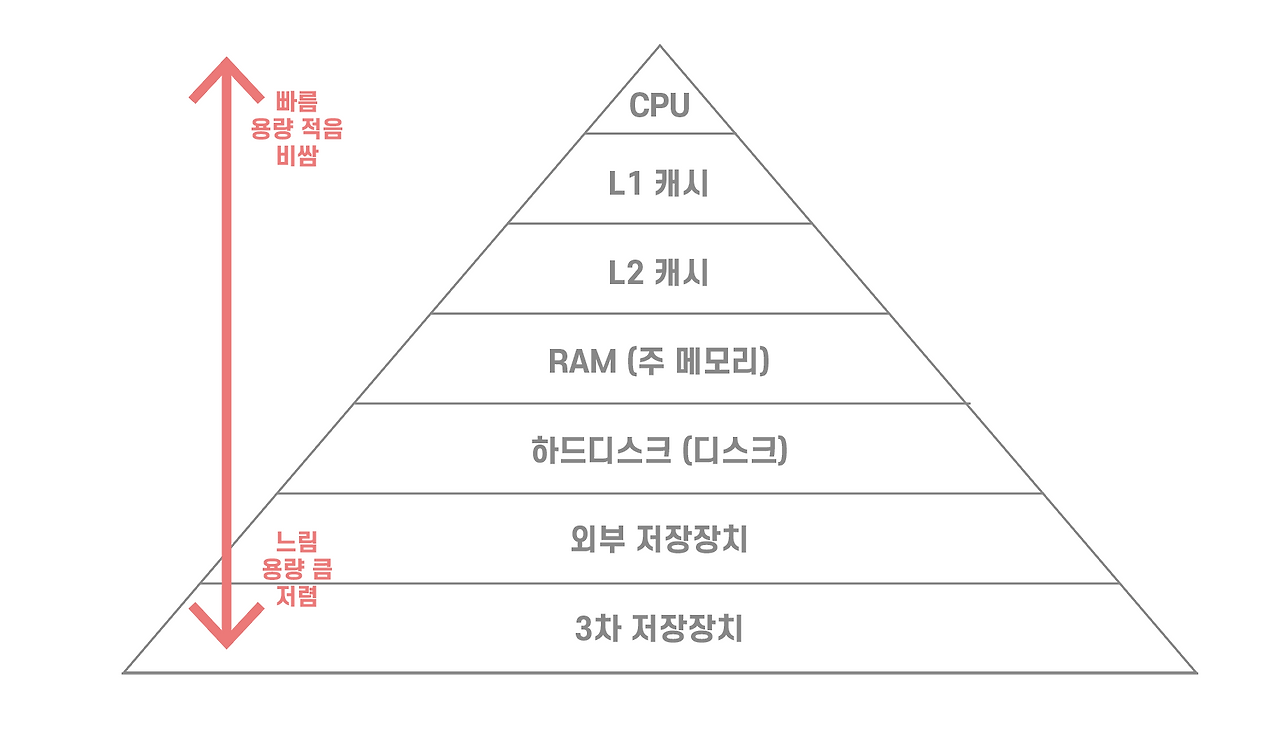 빠름
용량 적음
비쌈
CPU
L1 캐시
L2 캐시
RAM (주 메모리)
하드디스크 (디스크)
외부 저장장치
3차 저장장치
느림
용량 큼
저렴